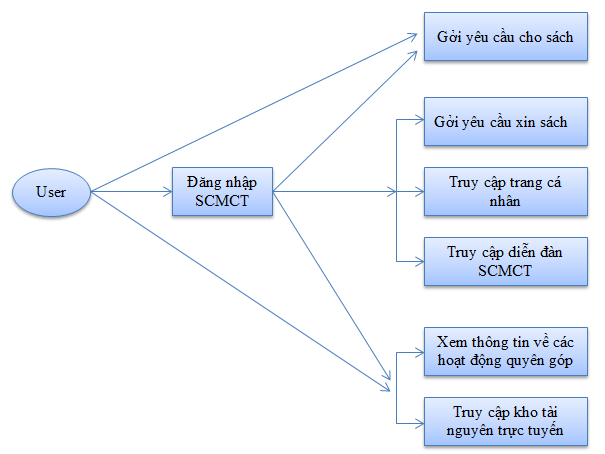 User
Đăng nhập
SCMCT
Gởi yêu cầu cho sách
Gởi yêu cầu xin sách
Truy cập trang cá
nhân
Truy cập diễn đàn
SCMCT
Xem thông tin về các
hoạt động quyên góp
Truy cập kho tài
nguyên trực tuyến